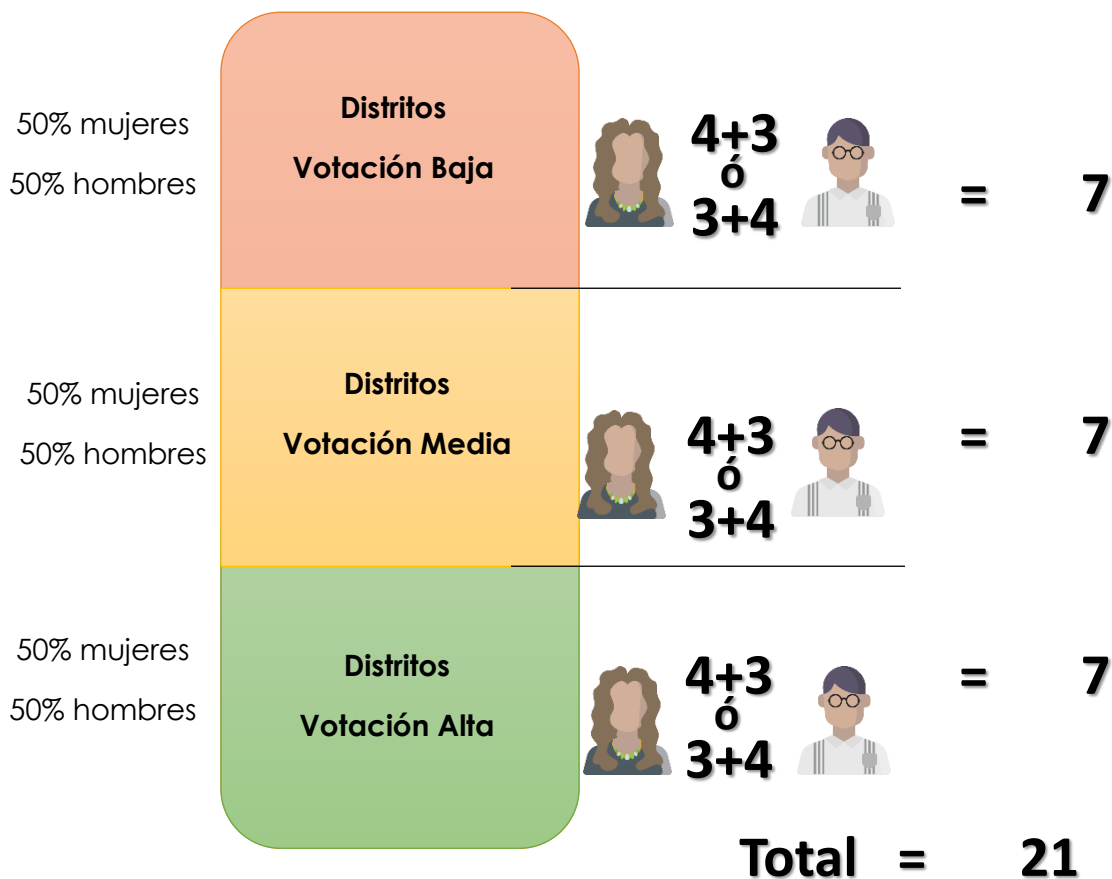 50% mujeres
50% hombres
Distritos
Votación Baja
4+3
ó
3+4
= 7
50% mujeres
50% hombres
Distritos
Votación Media
4+3
ó
3+4
= 7
50% mujeres
50% hombres
Distritos
Votación Alta
4+3
ó
3+4
= 7
Total = 21